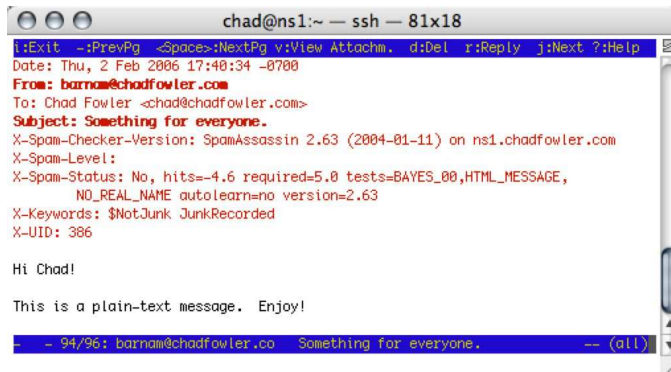 chad@ns1:~ — ssh — 81x18
i:Exit -:PrevPg <Space>:NextPg v:View Attachm. d:Del r:Reply j:Next ?:Help
Date: Thu, 2 Feb 2006 17:40:34 -0700
From: barnam@chadfowler.com
To: Chad Fowler <chad@chadfowler.com>
Subject: Something for everyone.
X-Spam-Checker-Version: SpamAssassin 2.63 (2004-01-11) on ns1.chadfowler.com
X-Spam-Level:
X-Spam-Status: No, hits=-4.6 required=5.0 tests=BAYES_00,HTML_MESSAGE,
NO_REAL_NAME autolearn=no version=2.63
X-Keywords: $NotJunk JunkRecorded
X-UID: 386
Hi Chad!
This is a plain-text message. Enjoy!
- - 94/96: barnam@chadfowler.co Something for everyone. -- (all)